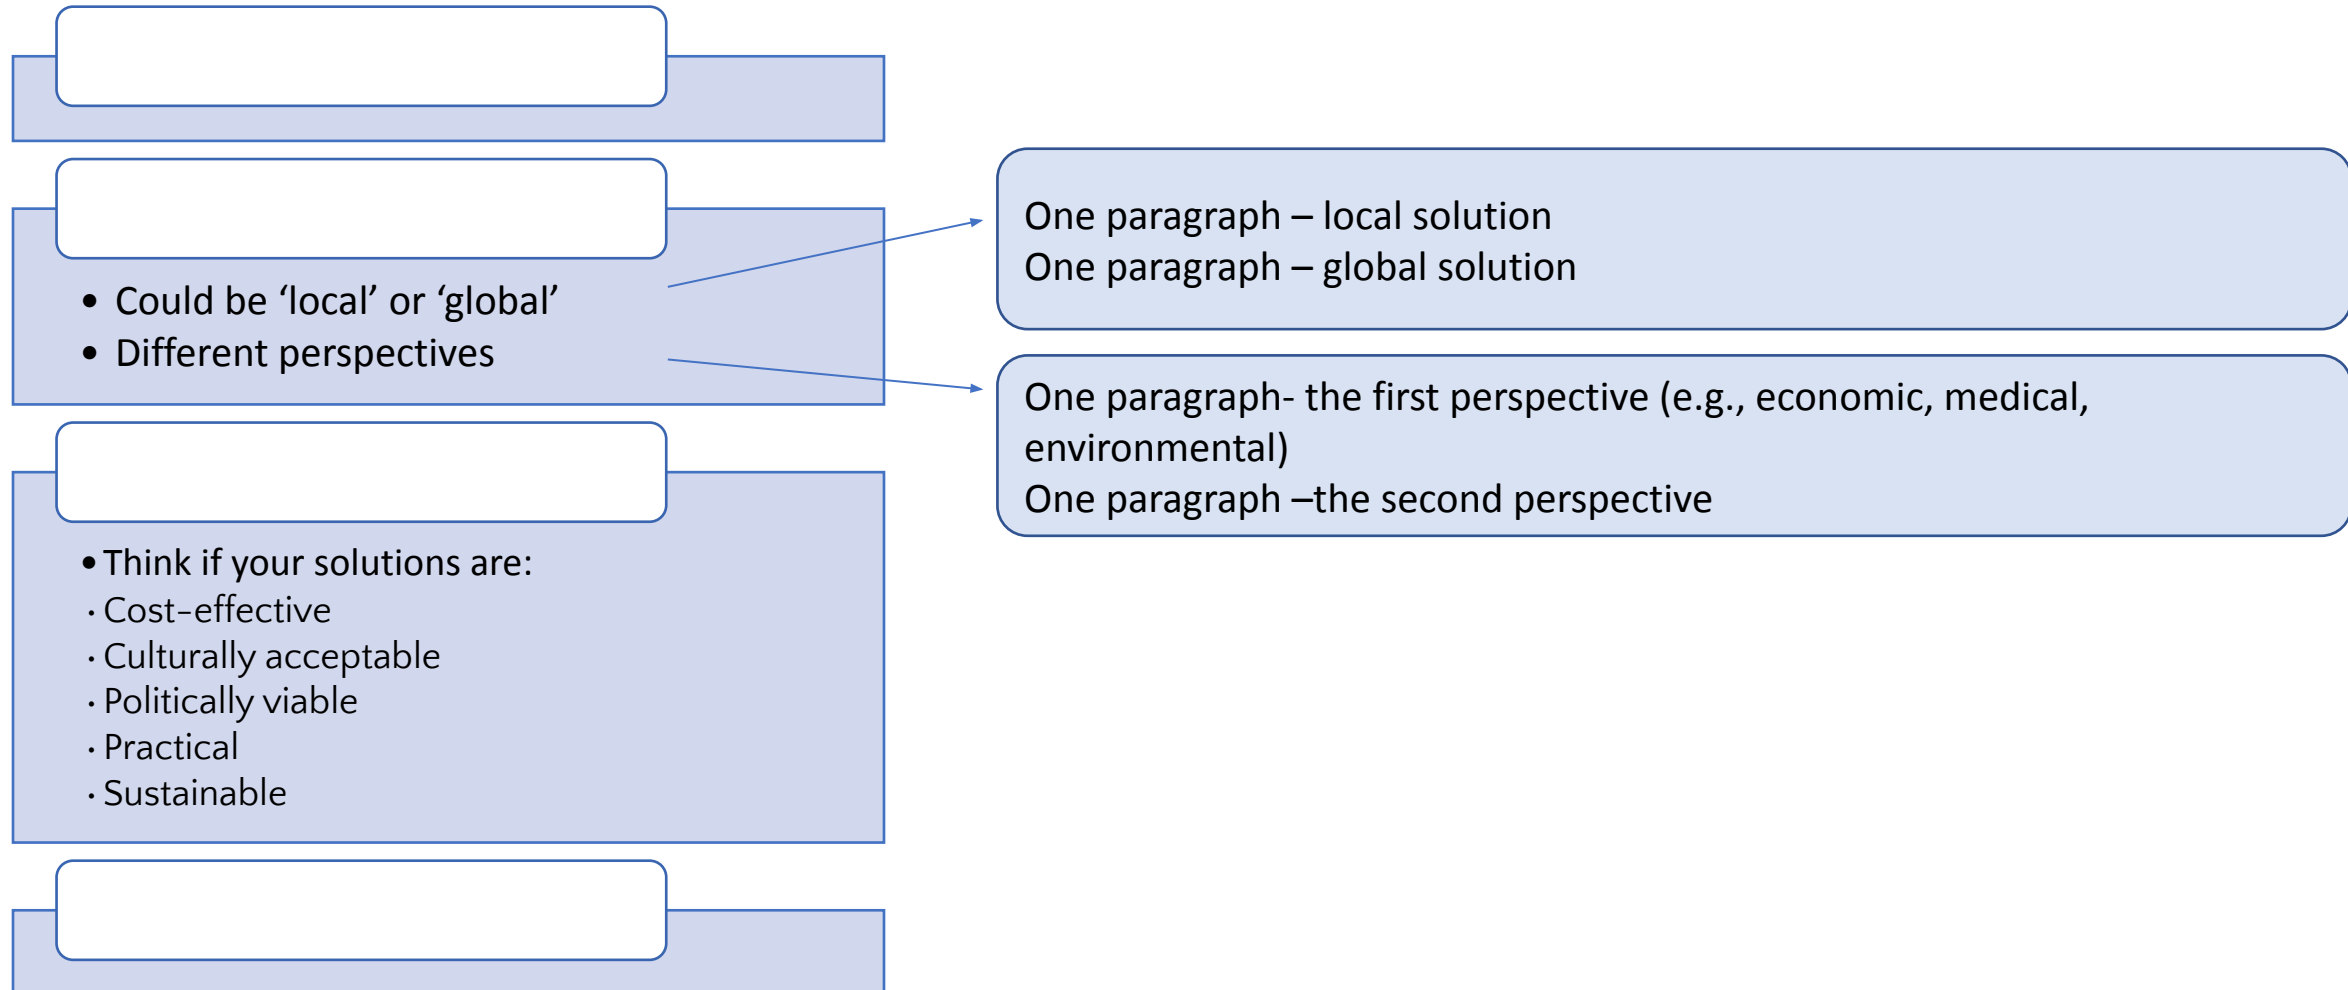 • Could be ‘local’ or ‘global’
• Different perspectives
One paragraph – local solution
One paragraph – global solution
One paragraph- the first perspective (e.g., economic, medical,
environmental)
One paragraph –the second perspective
• Think if your solutions are:
· Cost-effective
· Culturally acceptable
· Politically viable
· Practical
· Sustainable